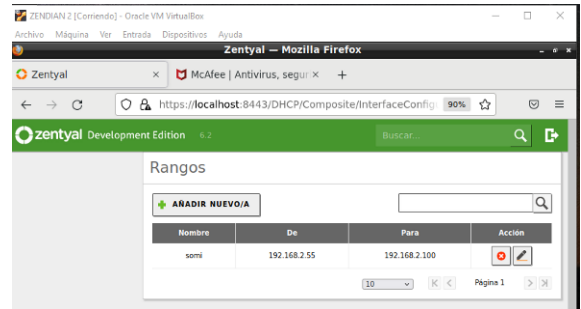 ZENDIAN 2 [Corriendo] - Oracle VM VirtualBox
Archivo Máquina Ver Entrada Dispositivos Ayuda
Zentyal — Mozilla Firefox
Zentyal × McAfee | Antivirus, segur × +
https://localhost:8443/DHCP/Composite/InterfaceConfig 90%
zentyal Development Edition 6.2 Buscar...
Rangos
+ AÑADIR NUEVO/A
Nombre De Para Acción
somi 192.168.2.55 192.168.2.100
10 Página 1